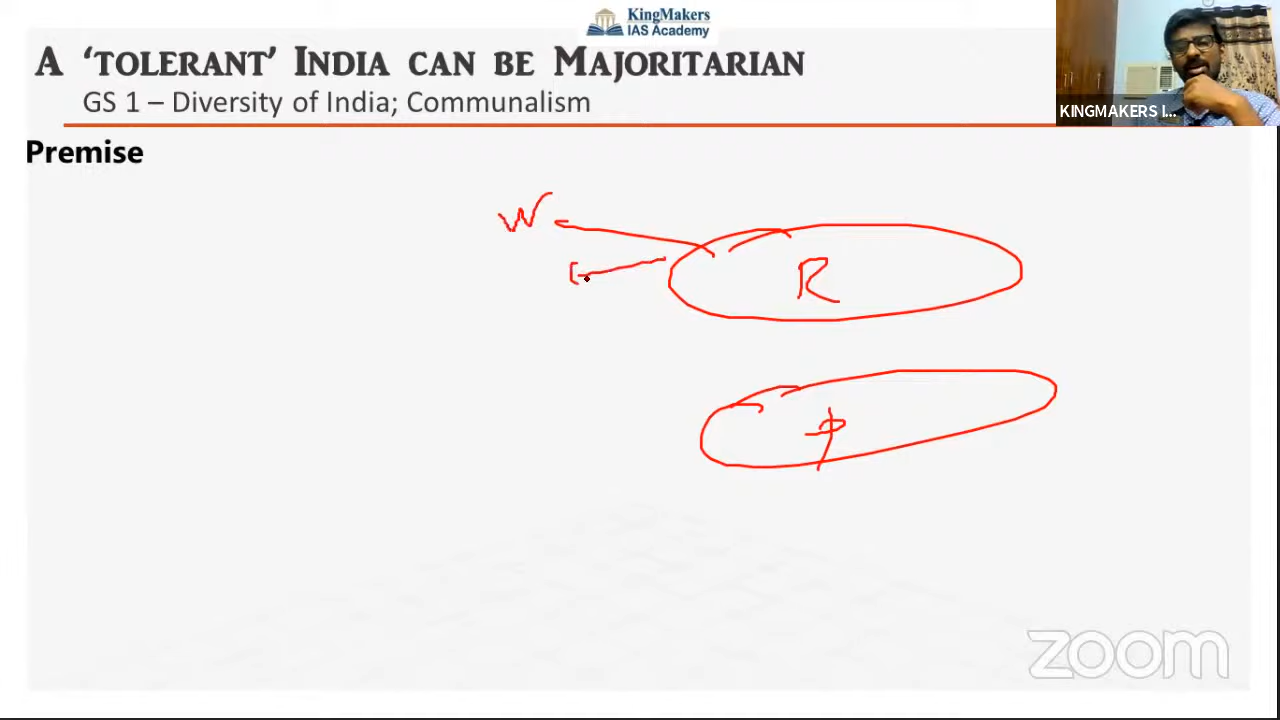 KingMakers
IAS Academy
A ‘TOLERANT’ INDIA CAN BE MAJORITARIAN
GS 1 – Diversity of India; Communalism
KINGMAKERS I...
Premise
W
R
zoom